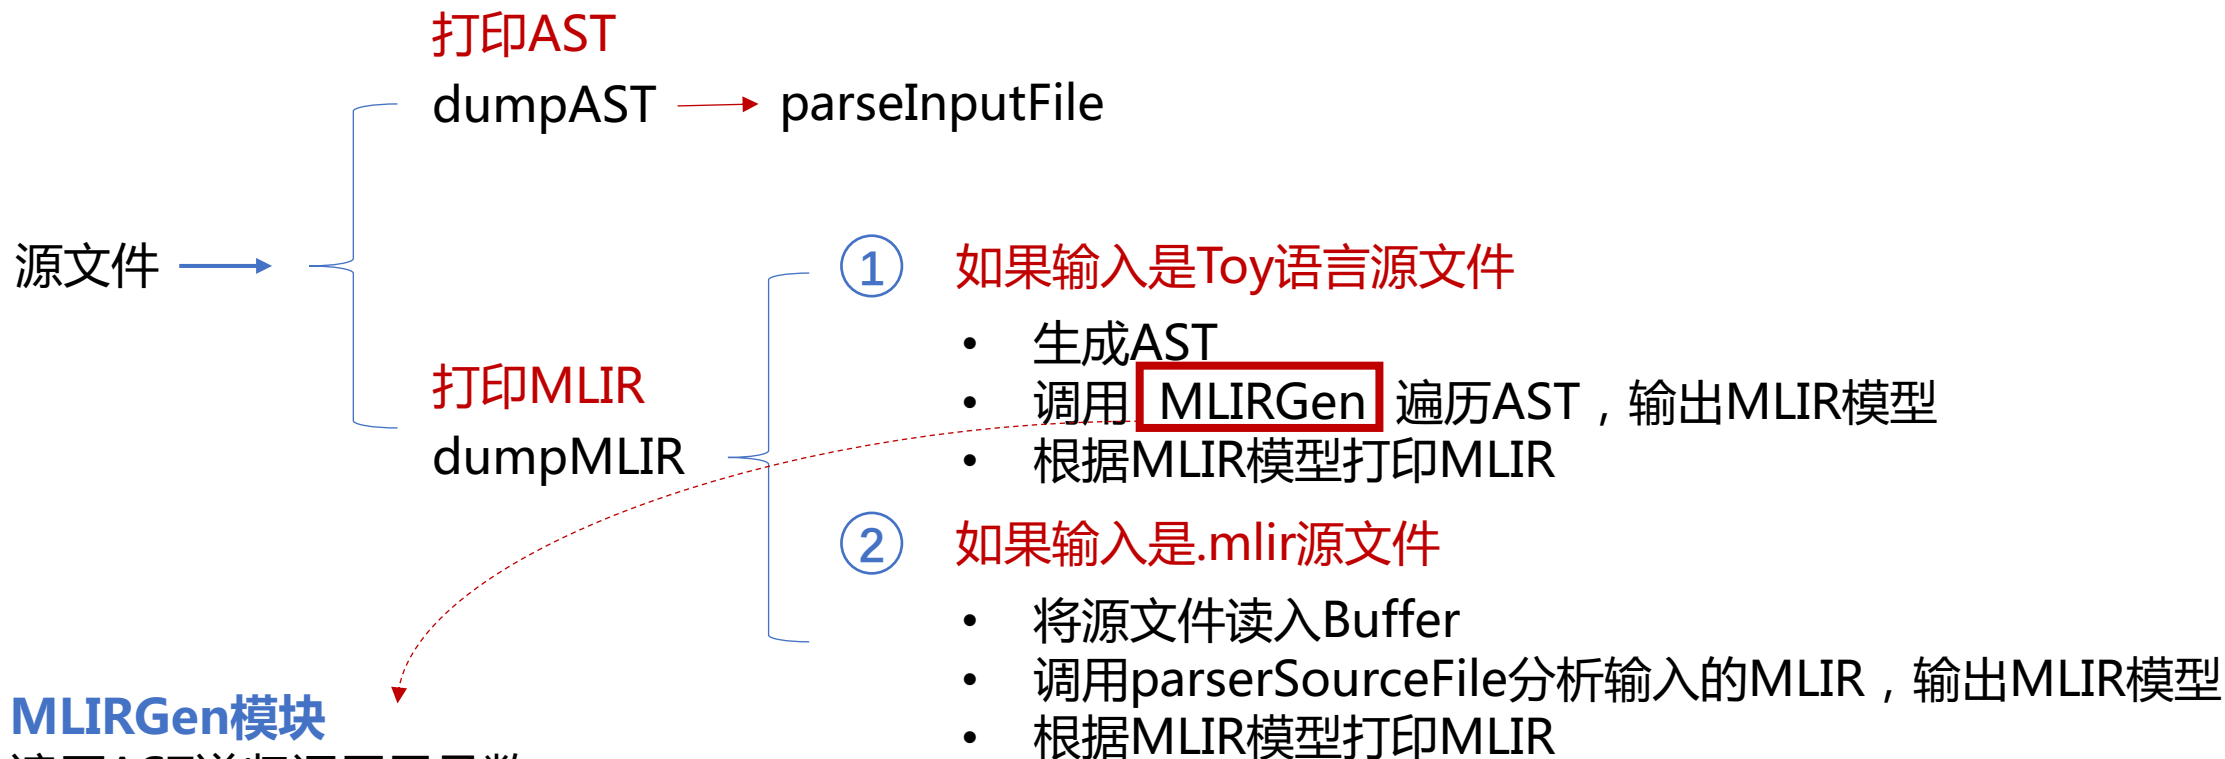 打印AST
dumpAST
parseInputFile
源文件
打印MLIR
dumpMLIR
① 如果输入是Toy语言源文件
• 生成AST
• 调用 MLIRGen 遍历AST，输出MLIR模型
• 根据MLIR模型打印MLIR
② 如果输入是.mlir源文件
• 将源文件读入Buffer
• 调用parserSourceFile分析输入的MLIR，输出MLIR模型
• 根据MLIR模型打印MLIR
MLIRGen模块